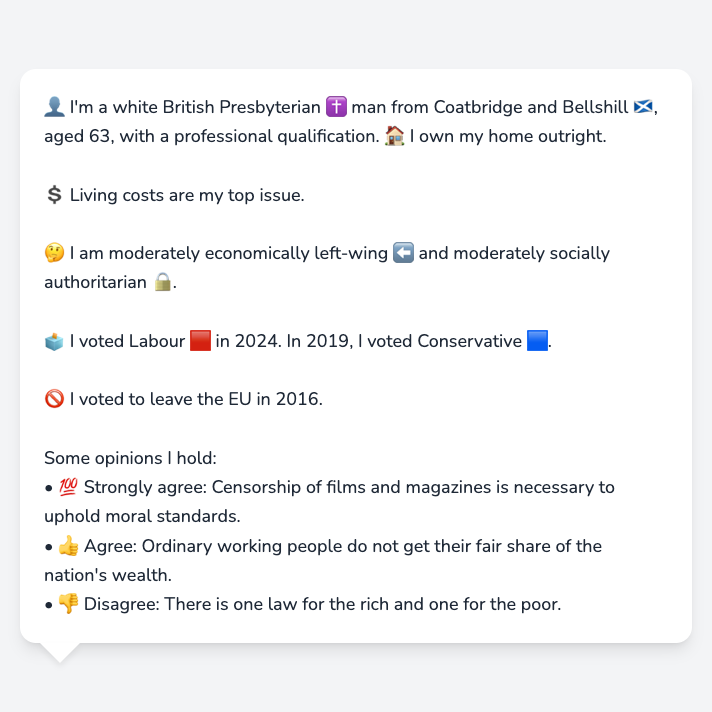 👤 I'm a white British Presbyterian ✝️ man from Coatbridge and Bellshill 🏴󠁧󠁢󠁳󠁣󠁴󠁿,
aged 63, with a professional qualification. 🏠 I own my home outright.
💲 Living costs are my top issue.
🤔 I am moderately economically left-wing ⬅️ and moderately socially
authoritarian 🔒.
🗳️ I voted Labour 🟥 in 2024. In 2019, I voted Conservative 🟦.
🚫 I voted to leave the EU in 2016.
Some opinions I hold:
• 💯 Strongly agree: Censorship of films and magazines is necessary to
uphold moral standards.
• 👍 Agree: Ordinary working people do not get their fair share of the
nation's wealth.
• 👎 Disagree: There is one law for the rich and one for the poor.